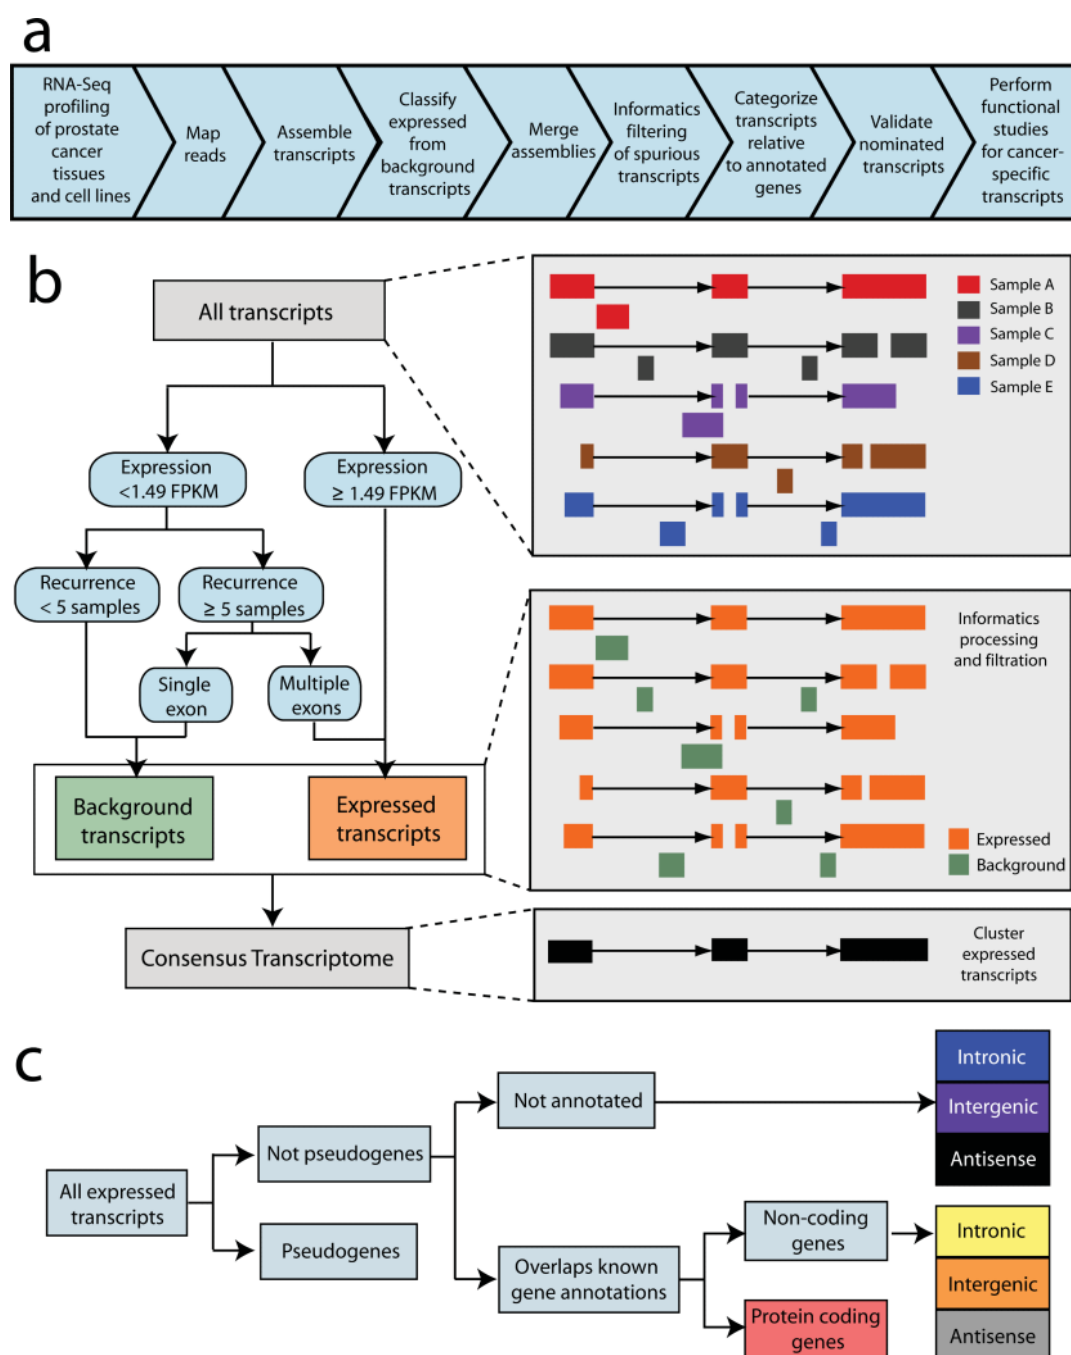 a
RNA-Seq
profiling
of prostate
cancer
tissues
and cell lines
Map
reads
Assemble
transcripts
Classify
expressed
from
background
transcripts
Merge
assemblies
Informatics
filtering
of spurious
transcripts
Categorize
transcripts
relative
to annotated
genes
Validate
nominated
transcripts
Perform
functional
studies
for cancer-
specific
transcripts
b
All transcripts
Expression
<1.49 FPKM
Expression
≥ 1.49 FPKM
Recurrence
< 5 samples
Recurrence
≥ 5 samples
Single
exon
Multiple
exons
Background
transcripts
Expressed
transcripts
Consensus Transcriptome
Sample A
Sample B
Sample C
Sample D
Sample E
Informatics
processing
and filtration
Expressed
Background
Cluster
expressed
transcripts
c
All expressed
transcripts
Not pseudogenes
Pseudogenes
Not annotated
Overlaps known
gene annotations
Non-coding
genes
Protein coding
genes
Intronic
Intergenic
Antisense
Intronic
Intergenic
Antisense